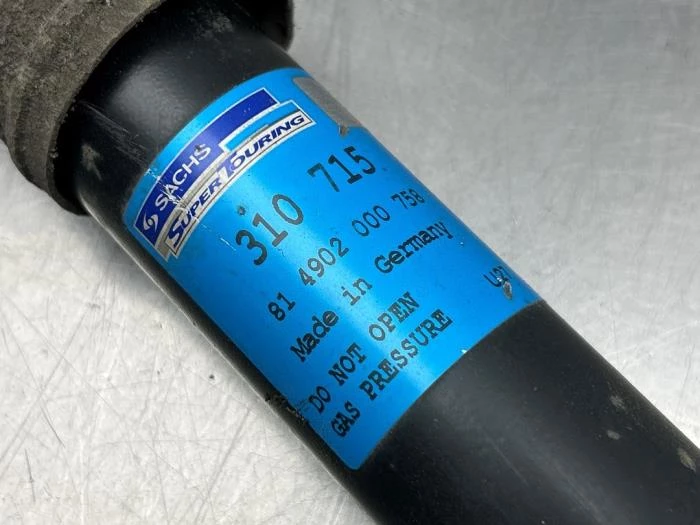 SACHS
SUPER TOURING
310 715
81 4902 000 758
Made in Germany
DO NOT OPEN
GAS PRESSURE